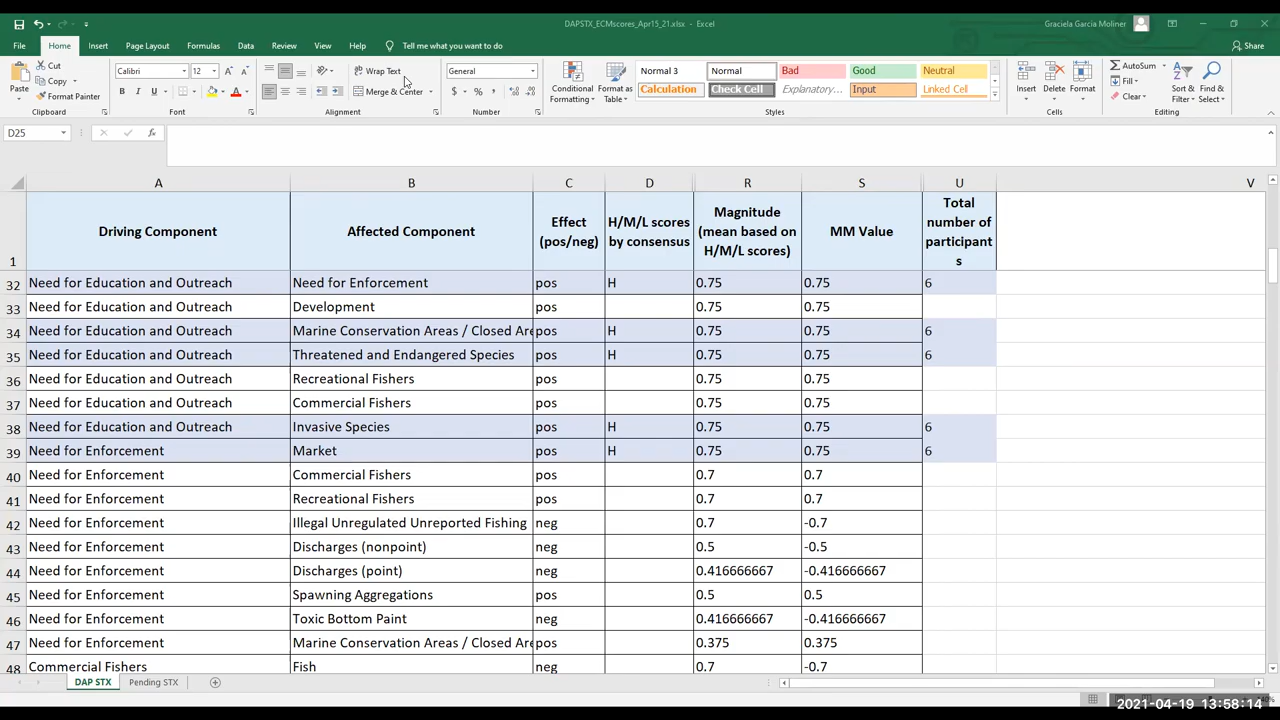 DAPSTX_ECMscores_Apr15_21.xlsx - Excel
Graciela Garcia Moliner
File Home Insert Page Layout Formulas Data Review View Help Tell me what you want to do Share
Paste Cut Copy Format Painter Clipboard
Calibri 12 B I U Font
Wrap Text Merge & Center Alignment
General $ % , Number
Conditional Formatting Format as Table
Normal 3 Normal Bad Good Neutral
Calculation Check Cell Explanatory... Input Linked Cell
Styles
Insert Delete Format Cells
AutoSum Fill Clear Sort & Filter Find & Select Editing
D25 fx
A B C D R S U V
1 Driving Component Affected Component Effect (pos/neg) H/M/L scores by consensus Magnitude (mean based on H/M/L scores) MM Value Total number of participants
32 Need for Education and Outreach Need for Enforcement pos H 0.75 0.75 6
33 Need for Education and Outreach Development pos 0.75 0.75
34 Need for Education and Outreach Marine Conservation Areas / Closed Are pos H 0.75 0.75 6
35 Need for Education and Outreach Threatened and Endangered Species pos H 0.75 0.75 6
36 Need for Education and Outreach Recreational Fishers pos 0.75 0.75
37 Need for Education and Outreach Commercial Fishers pos 0.75 0.75
38 Need for Education and Outreach Invasive Species pos H 0.75 0.75 6
39 Need for Enforcement Market pos H 0.75 0.75 6
40 Need for Enforcement Commercial Fishers pos 0.7 0.7
41 Need for Enforcement Recreational Fishers pos 0.7 0.7
42 Need for Enforcement Illegal Unregulated Unreported Fishing neg 0.7 -0.7
43 Need for Enforcement Discharges (nonpoint) neg 0.5 -0.5
44 Need for Enforcement Discharges (point) neg 0.416666667 -0.416666667
45 Need for Enforcement Spawning Aggregations pos 0.5 0.5
46 Need for Enforcement Toxic Bottom Paint neg 0.416666667 -0.416666667
47 Need for Enforcement Marine Conservation Areas / Closed Are pos 0.375 0.375
48 Commercial Fishers Fish neg 0.7 -0.7
DAP STX Pending STX
2021-04-19 13:58:14